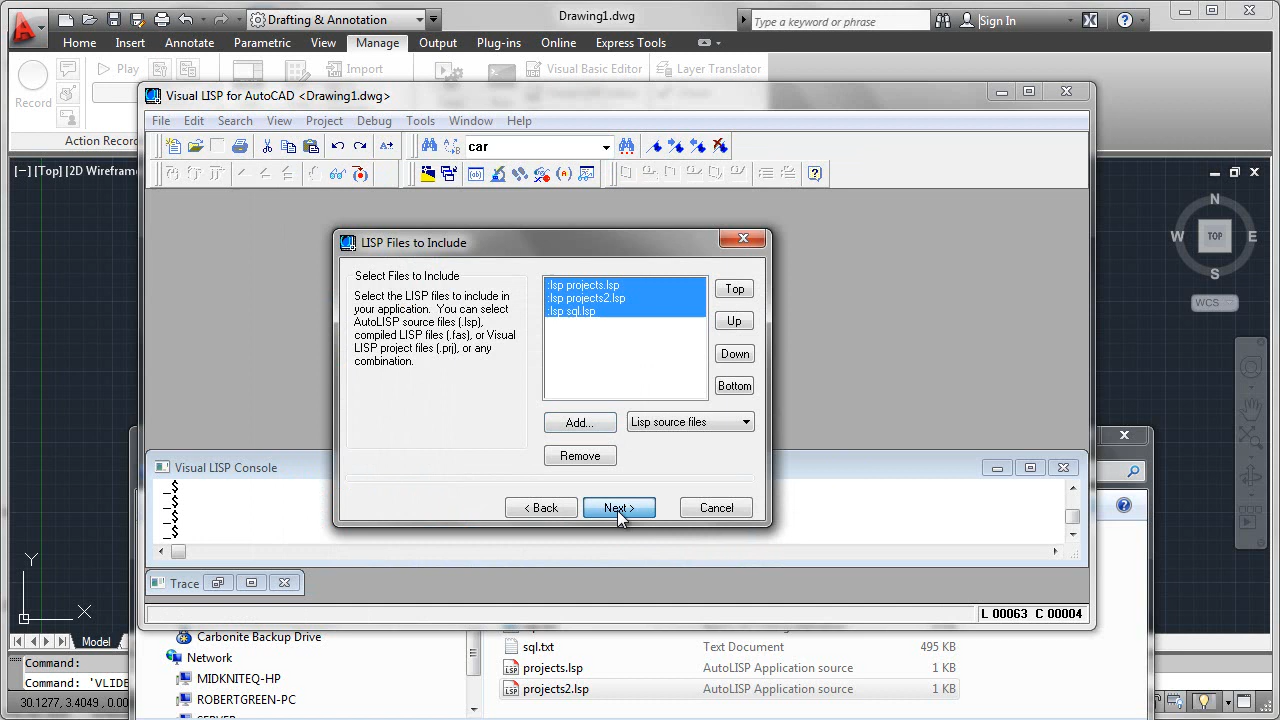 Drafting & Annotation
Drawing1.dwg
Type a keyword or phrase
Sign In
Home Insert Annotate Parametric View Manage Output Plug-ins Online Express Tools
Play
Import
Visual Basic Editor
Layer Translator
Record
Action Recor
Visual LISP for AutoCAD <Drawing1.dwg>
File Edit Search View Project Debug Tools Window Help
car
[−] [Top] [2D Wirefram
N
W TOP E
S
WCS
LISP Files to Include
Select Files to Include
Select the LISP files to include in
your application. You can select
AutoLISP source files (.lsp),
compiled LISP files (.fas), or Visual
LISP project files (.prj), or any
combination.
:lsp projects.lsp
:lsp projects2.lsp
:lsp sql.lsp
Top
Up
Down
Bottom
Add...
Lisp source files
Remove
< Back
Next >
Cancel
Visual LISP Console
_$
_$
_$
_$
Y
X
Trace
L 00063 C 00004
Model
Carbonite Backup Drive
Network
MIDKNITEQ-HP
ROBERTGREEN-PC
sql.txt Text Document 495 KB
projects.lsp AutoLISP Application source 1 KB
projects2.lsp AutoLISP Application source 1 KB
Command:
Command: 'VLIDE
30.1277, 3.4049, 0.00